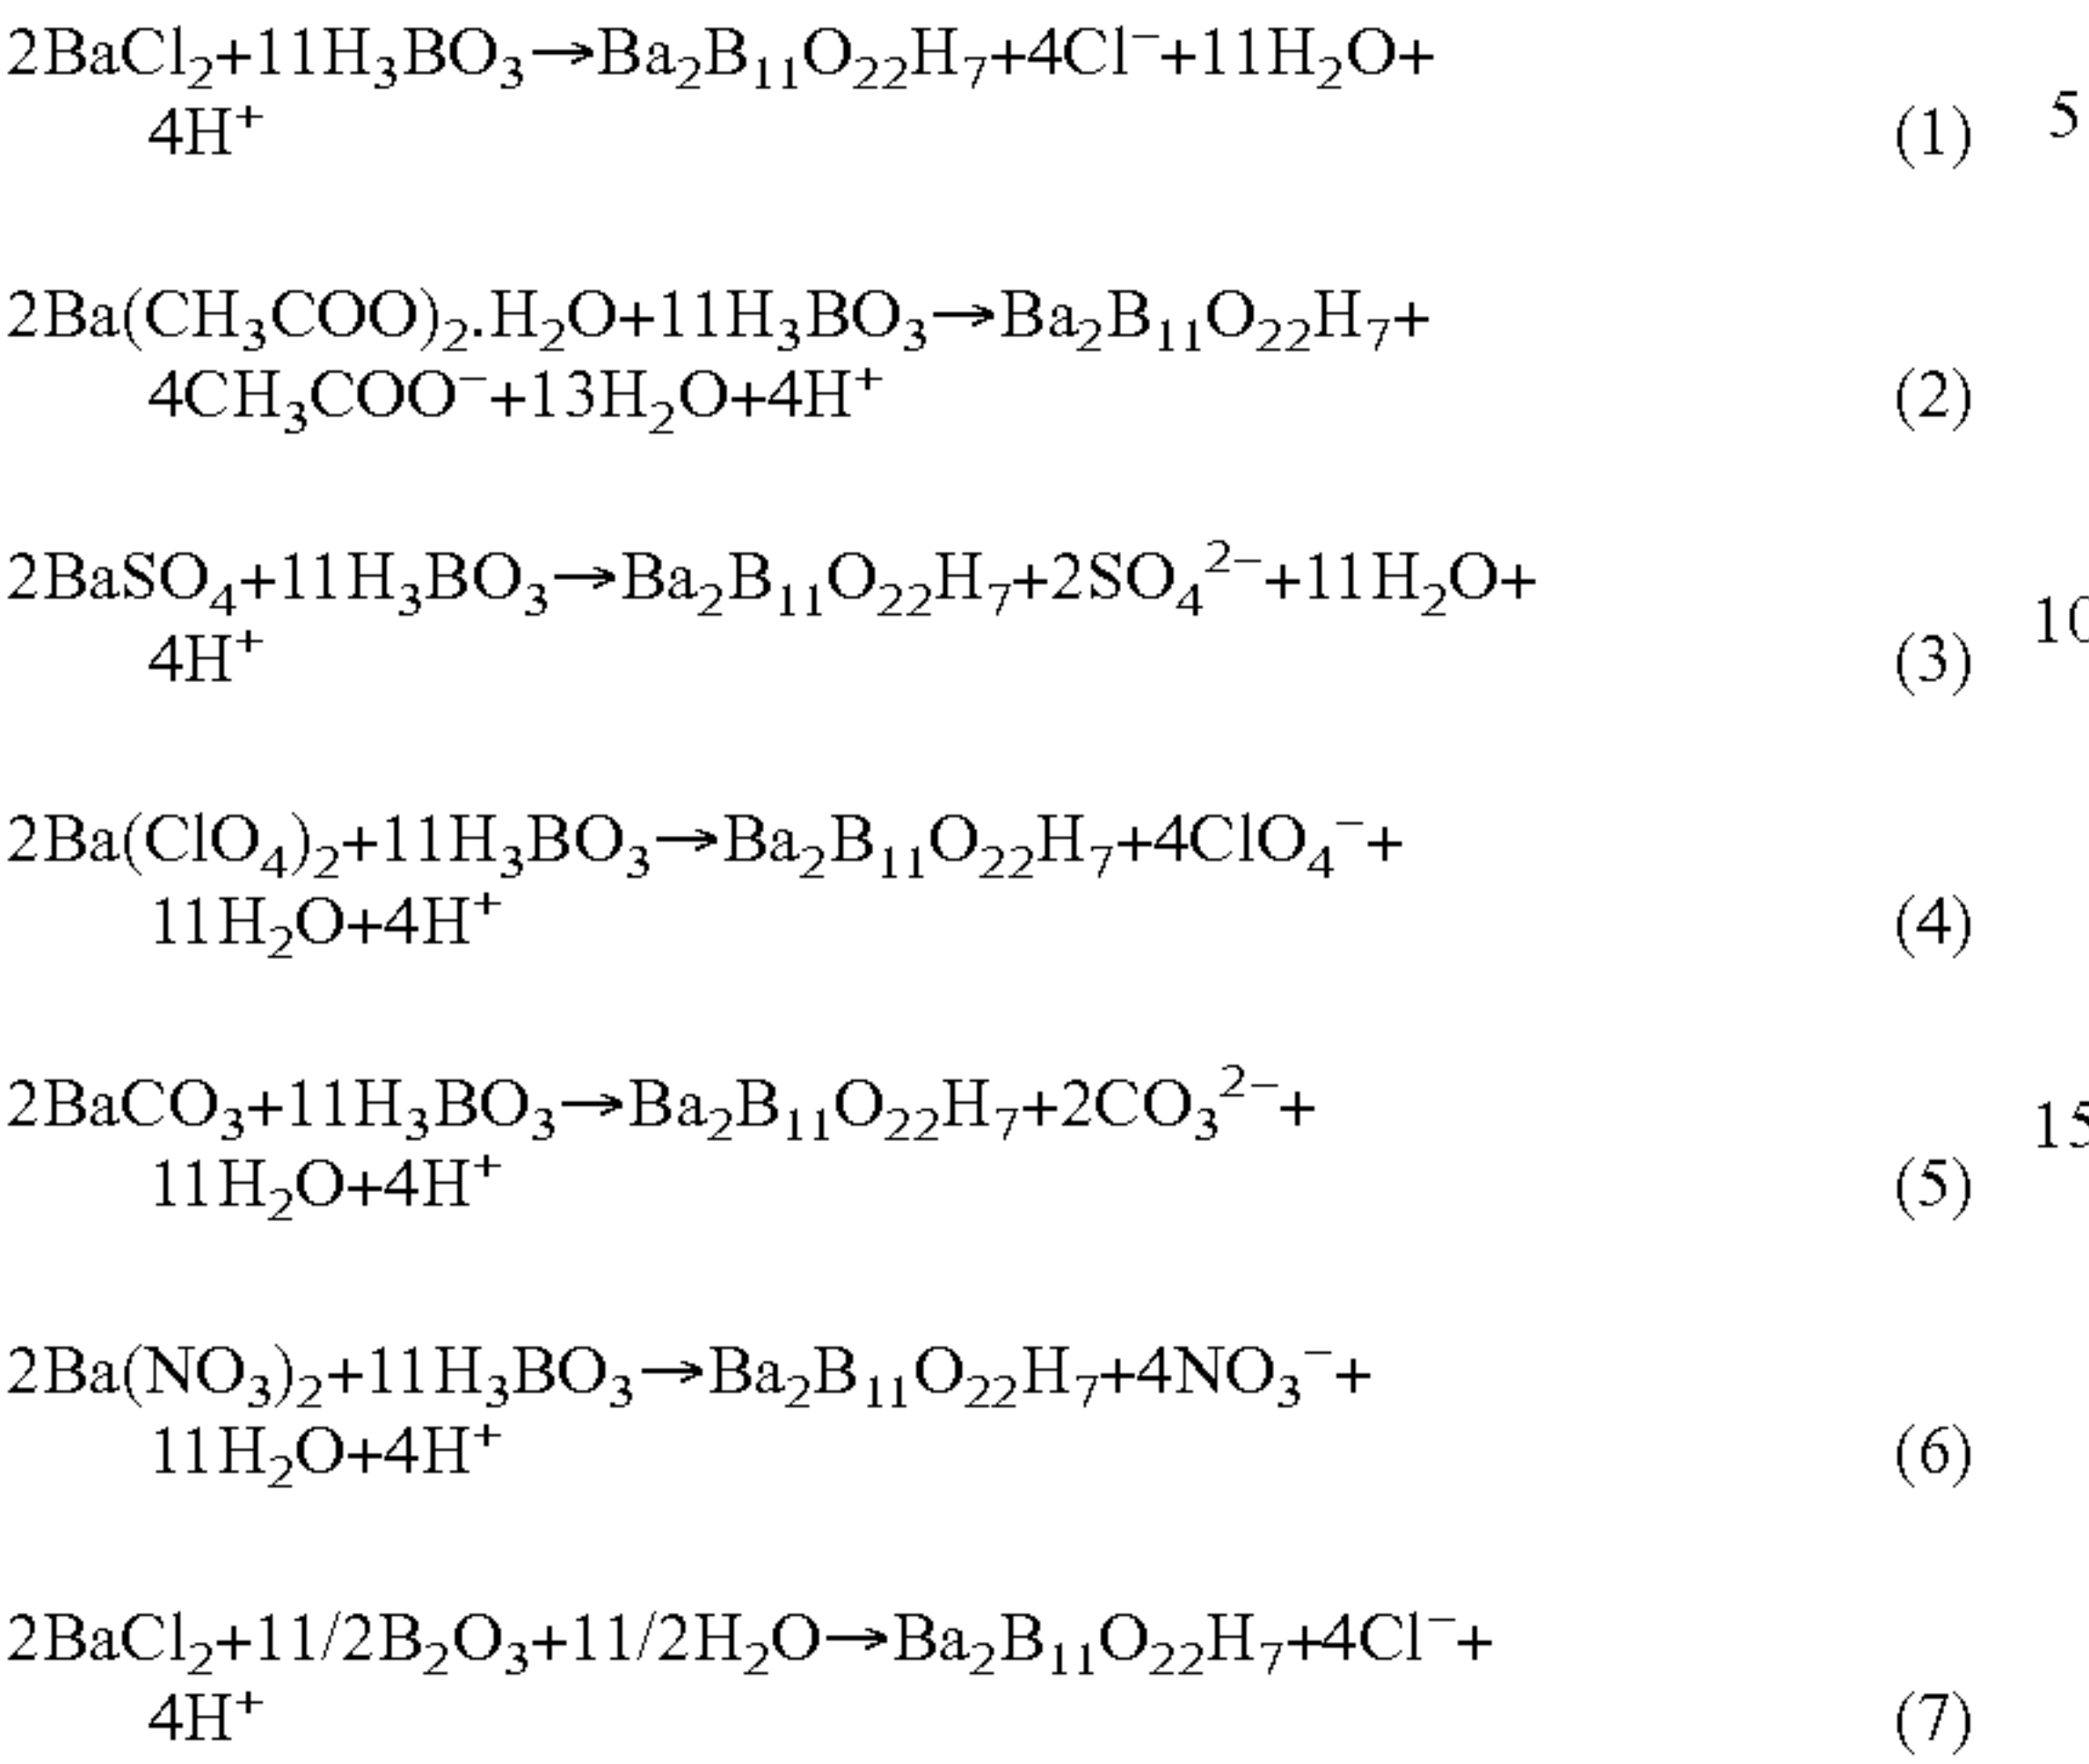 2BaCl₂+11H₃BO₃→Ba₂B₁₁O₂₂H₇+4Cl⁻+11H₂O+
4H⁺ (1) 5
2Ba(CH₃COO)₂.H₂O+11H₃BO₃→Ba₂B₁₁O₂₂H₇+
4CH₃COO⁻+13H₂O+4H⁺ (2)
2BaSO₄+11H₃BO₃→Ba₂B₁₁O₂₂H₇+2SO₄²⁻+11H₂O+
4H⁺ (3) 10
2Ba(ClO₄)₂+11H₃BO₃→Ba₂B₁₁O₂₂H₇+4ClO₄⁻+
11H₂O+4H⁺ (4)
2BaCO₃+11H₃BO₃→Ba₂B₁₁O₂₂H₇+2CO₃²⁻+
11H₂O+4H⁺ (5) 15
2Ba(NO₃)₂+11H₃BO₃→Ba₂B₁₁O₂₂H₇+4NO₃⁻+
11H₂O+4H⁺ (6)
2BaCl₂+11/2B₂O₃+11/2H₂O→Ba₂B₁₁O₂₂H₇+4Cl⁻+
4H⁺ (7)